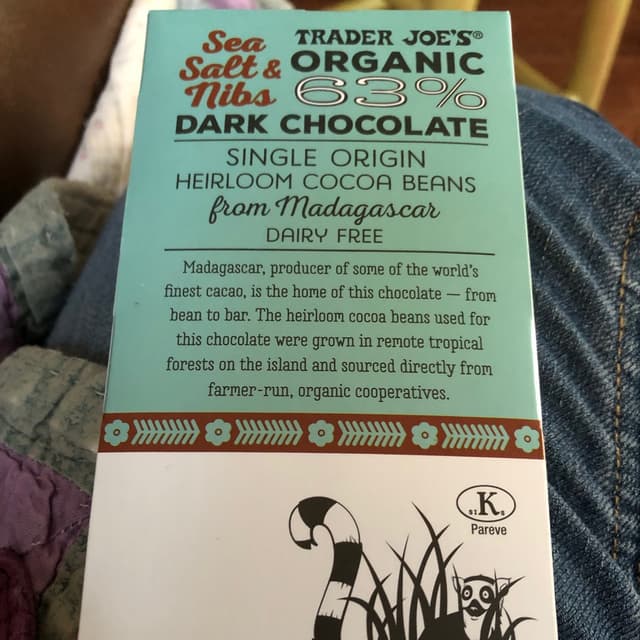 Sea
Salt &
Nibs
TRADER JOE'S®
ORGANIC
63%
DARK CHOCOLATE
SINGLE ORIGIN
HEIRLOOM COCOA BEANS
from Madagascar
DAIRY FREE
Madagascar, producer of some of the world's
finest cacao, is the home of this chocolate — from
bean to bar. The heirloom cocoa beans used for
this chocolate were grown in remote tropical
forests on the island and sourced directly from
farmer-run, organic cooperatives.
K
Pareve